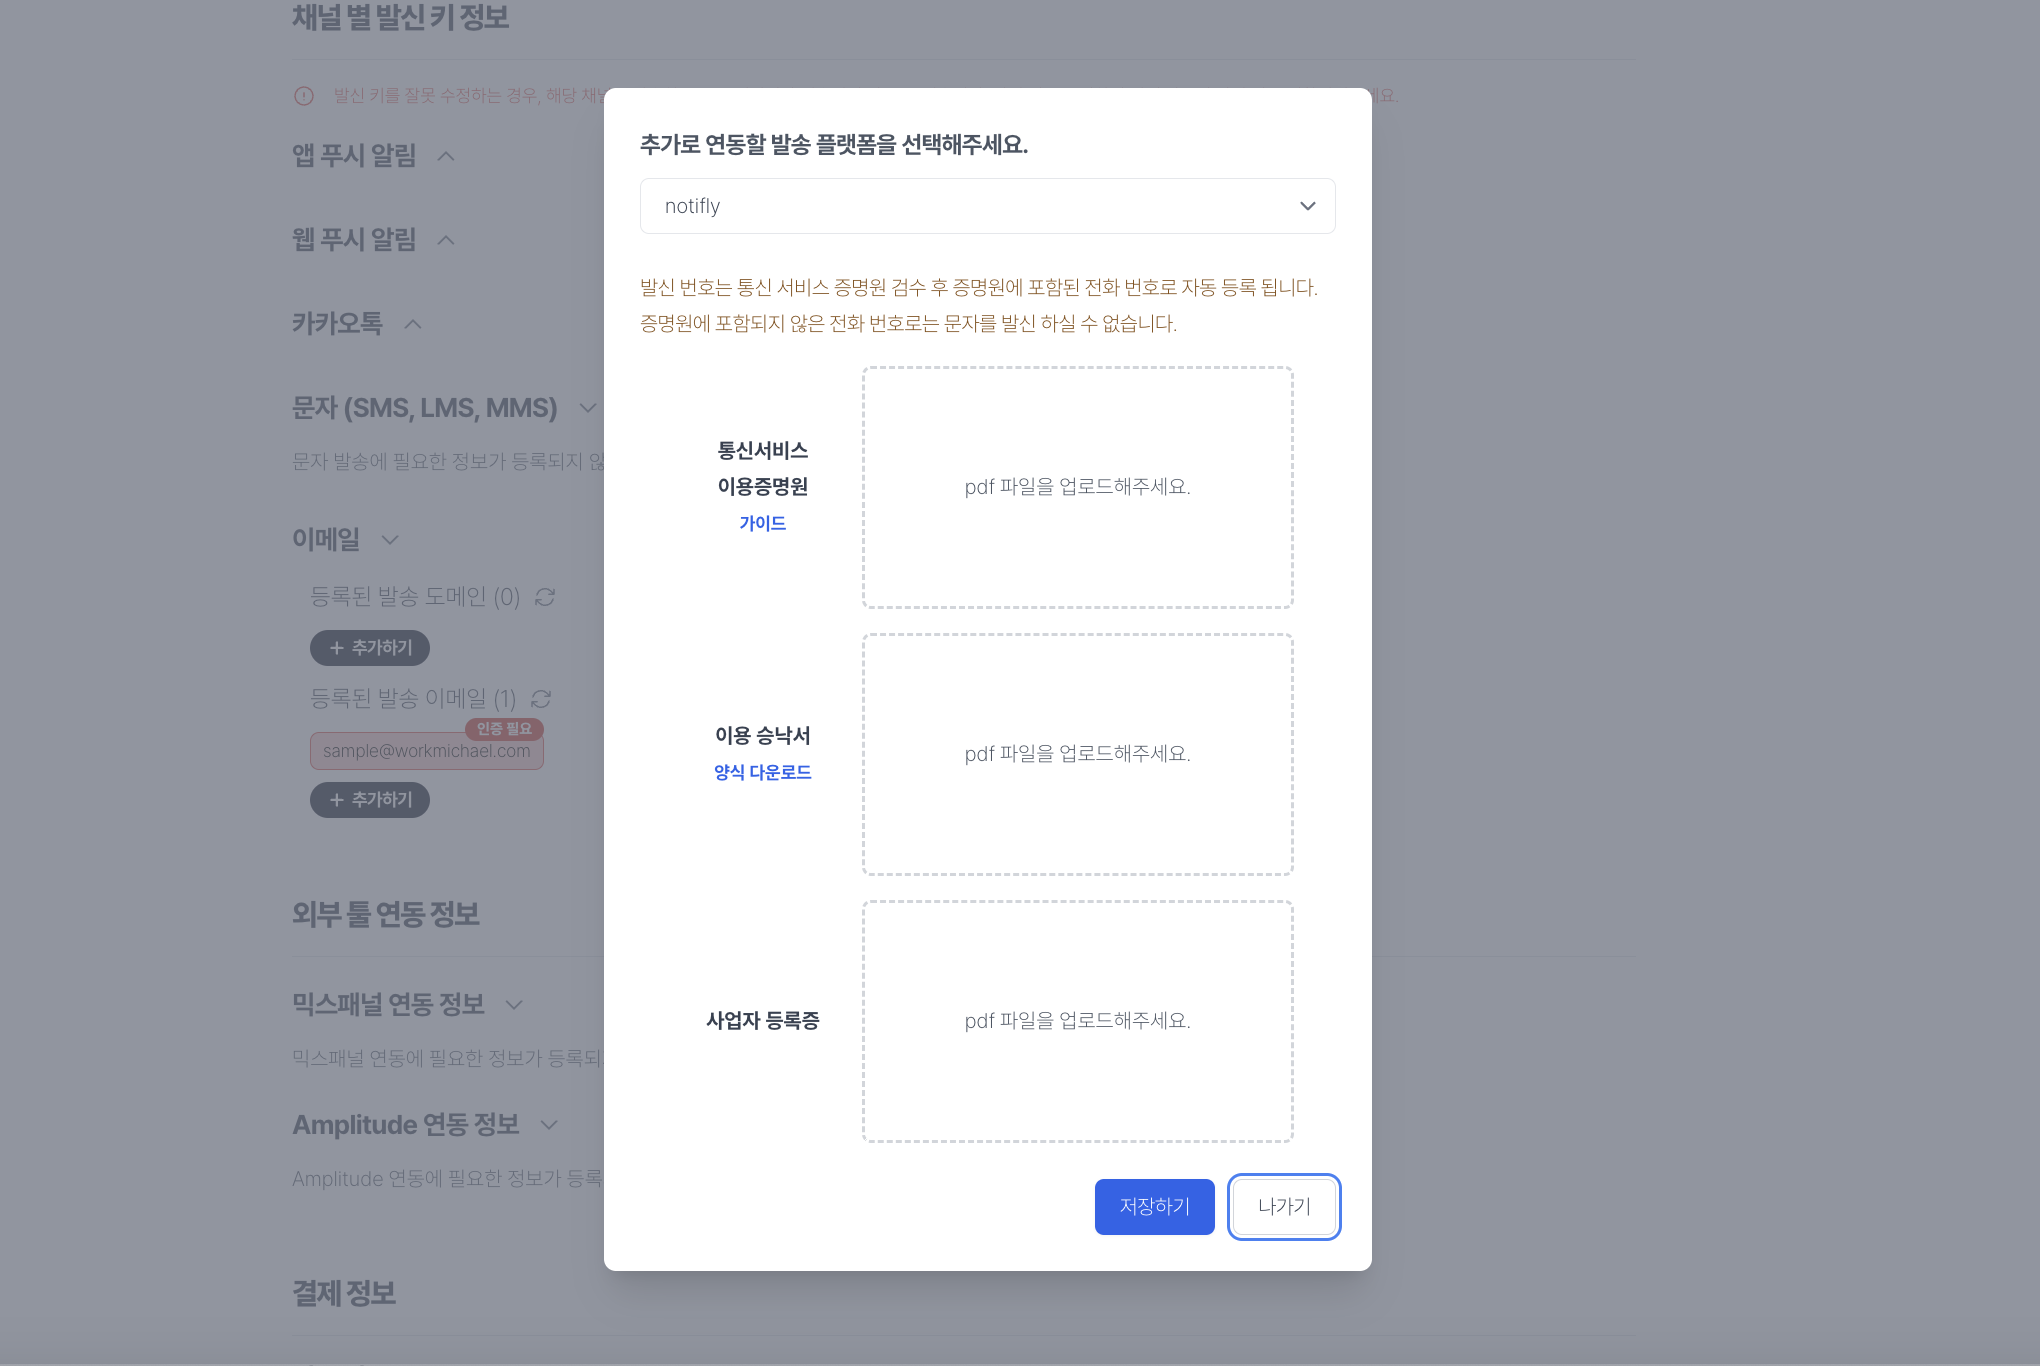 채널 별 발신 키 정보
발신 키를 잘못 수정하는 경우, 해당 채널
세요.
앱 푸시 알림
웹 푸시 알림
카카오톡
문자 (SMS, LMS, MMS)
문자 발송에 필요한 정보가 등록되지 않
이메일
등록된 발송 도메인 (0)
+ 추가하기
등록된 발송 이메일 (1)
인증 필요
sample@workmichael.com
+ 추가하기
외부 툴 연동 정보
믹스패널 연동 정보
믹스패널 연동에 필요한 정보가 등록되
Amplitude 연동 정보
Amplitude 연동에 필요한 정보가 등록
결제 정보
추가로 연동할 발송 플랫폼을 선택해주세요.
notifly
발신 번호는 통신 서비스 증명원 검수 후 증명원에 포함된 전화 번호로 자동 등록 됩니다.
증명원에 포함되지 않은 전화 번호로는 문자를 발신 하실 수 없습니다.
통신서비스
이용증명원
가이드
pdf 파일을 업로드해주세요.
이용 승낙서
양식 다운로드
pdf 파일을 업로드해주세요.
사업자 등록증
pdf 파일을 업로드해주세요.
저장하기
나가기